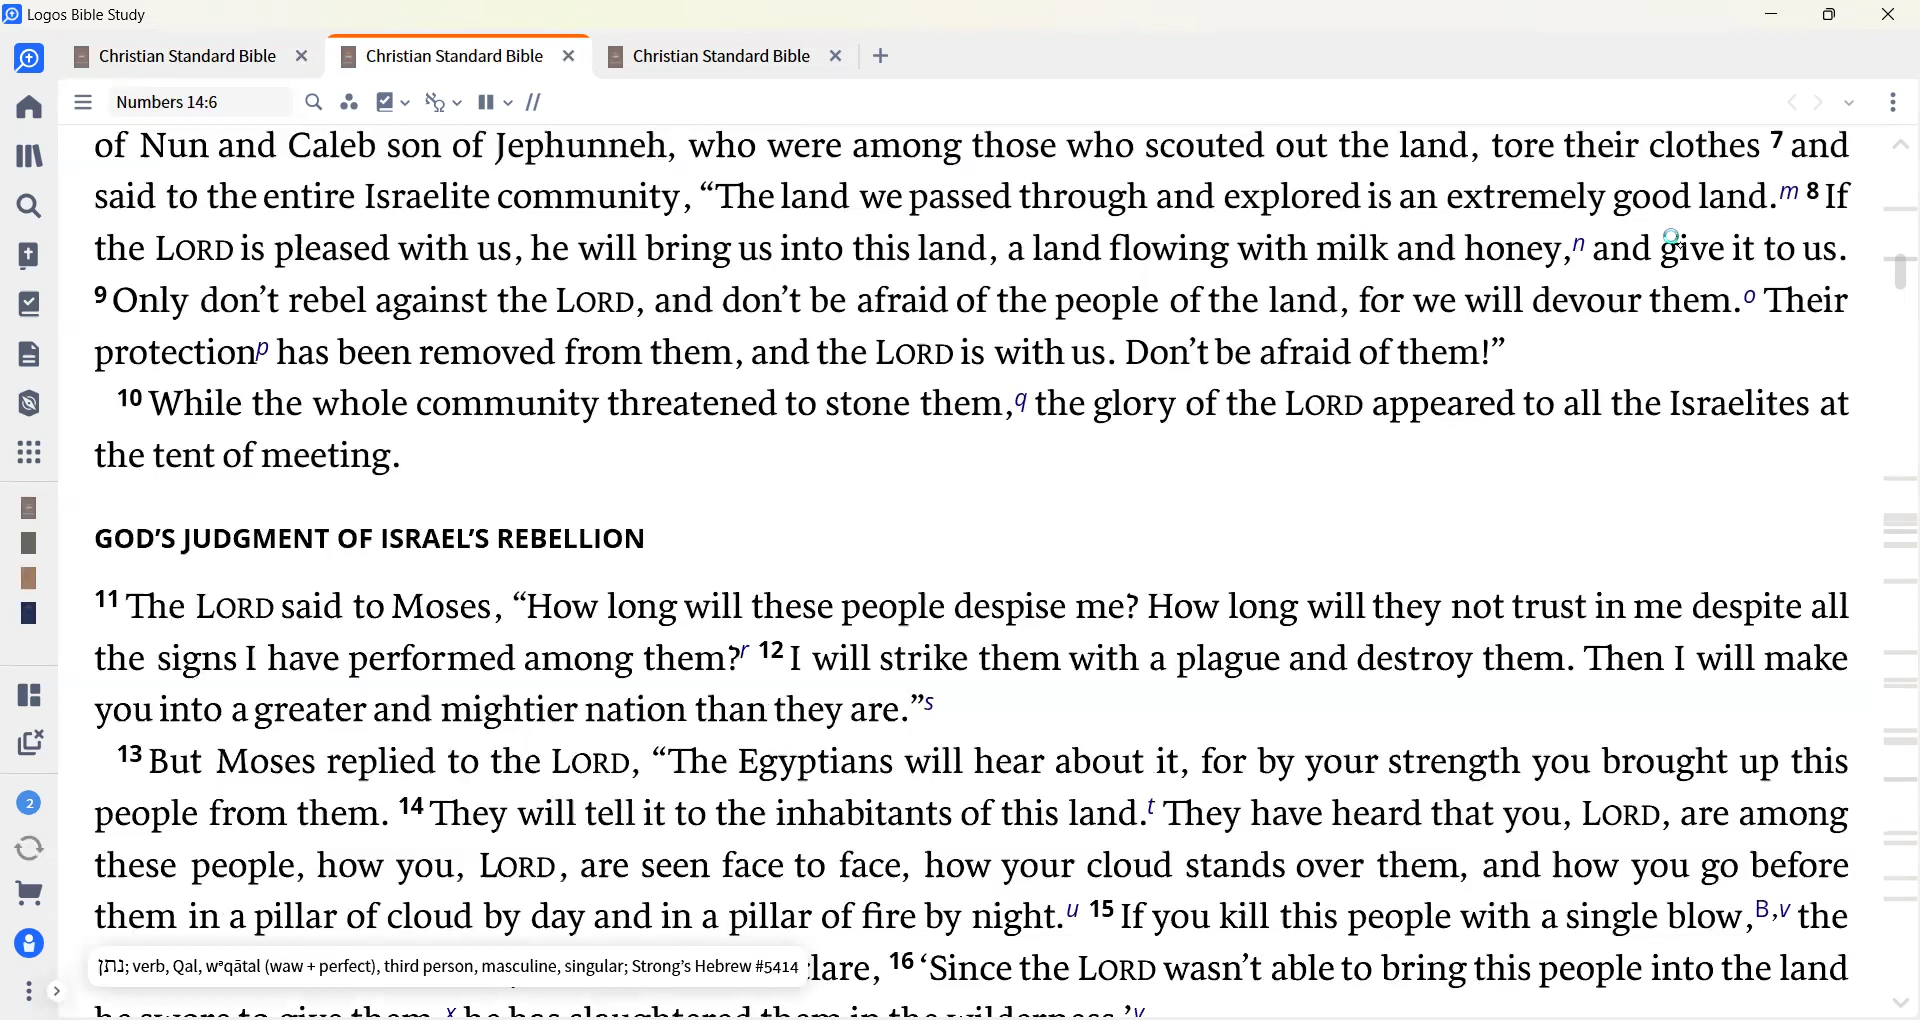 Logos Bible Study
Christian Standard Bible
Christian Standard Bible
Christian Standard Bible
Numbers 14:6
of Nun and Caleb son of Jephunneh, who were among those who scouted out the land, tore their clothes 7 and
said to the entire Israelite community, “The land we passed through and explored is an extremely good land.m 8 If
the LORD is pleased with us, he will bring us into this land, a land flowing with milk and honey,n and give it to us.
9 Only don’t rebel against the LORD, and don’t be afraid of the people of the land, for we will devour them.o Their
protectionp has been removed from them, and the LORD is with us. Don’t be afraid of them!”
10 While the whole community threatened to stone them,q the glory of the LORD appeared to all the Israelites at
the tent of meeting.
GOD’S JUDGMENT OF ISRAEL’S REBELLION
11 The LORD said to Moses, “How long will these people despise me? How long will they not trust in me despite all
the signs I have performed among them?r 12 I will strike them with a plague and destroy them. Then I will make
you into a greater and mightier nation than they are.”s
13 But Moses replied to the LORD, “The Egyptians will hear about it, for by your strength you brought up this
people from them. 14 They will tell it to the inhabitants of this land.t They have heard that you, LORD, are among
these people, how you, LORD, are seen face to face, how your cloud stands over them, and how you go before
them in a pillar of cloud by day and in a pillar of fire by night.u 15 If you kill this people with a single blow,B,v the
2
נתן; verb, Qal, wᵉqātal (waw + perfect), third person, masculine, singular; Strong’s Hebrew #5414
clare, 16 ‘Since the LORD wasn’t able to bring this people into the land
he swore to give them,x he has slaughtered them in the wilderness.’y